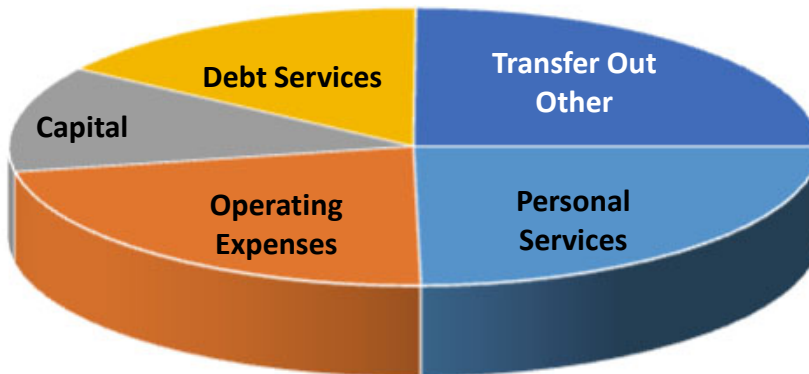 Debt Services
Transfer Out
Other
Capital
Operating
Expenses
Personal
Services